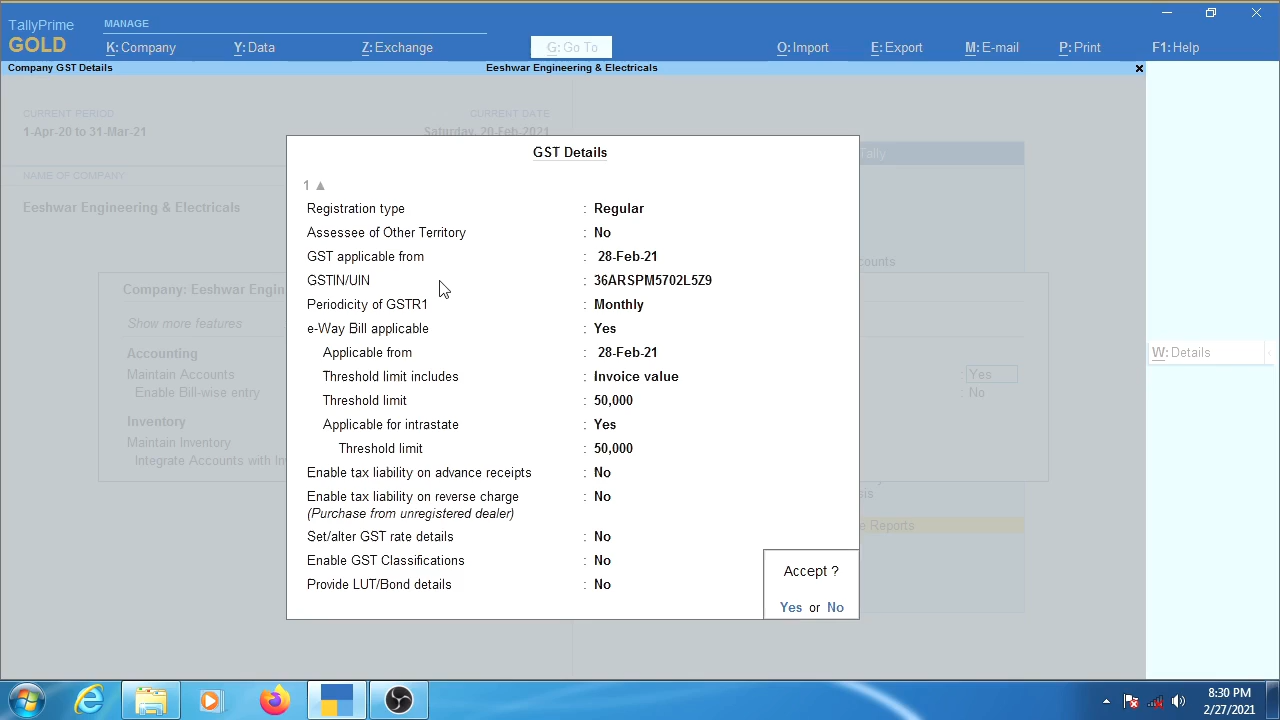 TallyPrime
GOLD
MANAGE
K: Company
Y: Data
Z: Exchange
G: Go To
O: Import
E: Export
M: E-mail
P: Print
F1: Help
Company GST Details
Eeshwar Engineering & Electricals
CURRENT PERIOD
CURRENT DATE
1-Apr-20 to 31-Mar-21
Saturday, 20-Feb-2021
NAME OF COMPANY
Eeshwar Engineering & Electricals
Company: Eeshwar Engin
Show more features
Accounting
Maintain Accounts
: Yes
Enable Bill-wise entry
: No
Inventory
Maintain Inventory
Integrate Accounts with In
Tally
counts
e Reports
W: Details
GST Details
1 ▲
Registration type : Regular
Assessee of Other Territory : No
GST applicable from : 28-Feb-21
GSTIN/UIN : 36ARSPM5702L5Z9
Periodicity of GSTR1 : Monthly
e-Way Bill applicable : Yes
Applicable from : 28-Feb-21
Threshold limit includes : Invoice value
Threshold limit : 50,000
Applicable for intrastate : Yes
Threshold limit : 50,000
Enable tax liability on advance receipts : No
Enable tax liability on reverse charge : No
(Purchase from unregistered dealer)
Set/alter GST rate details : No
Enable GST Classifications : No
Provide LUT/Bond details : No
Accept ?
Yes or No
8:30 PM
2/27/2021